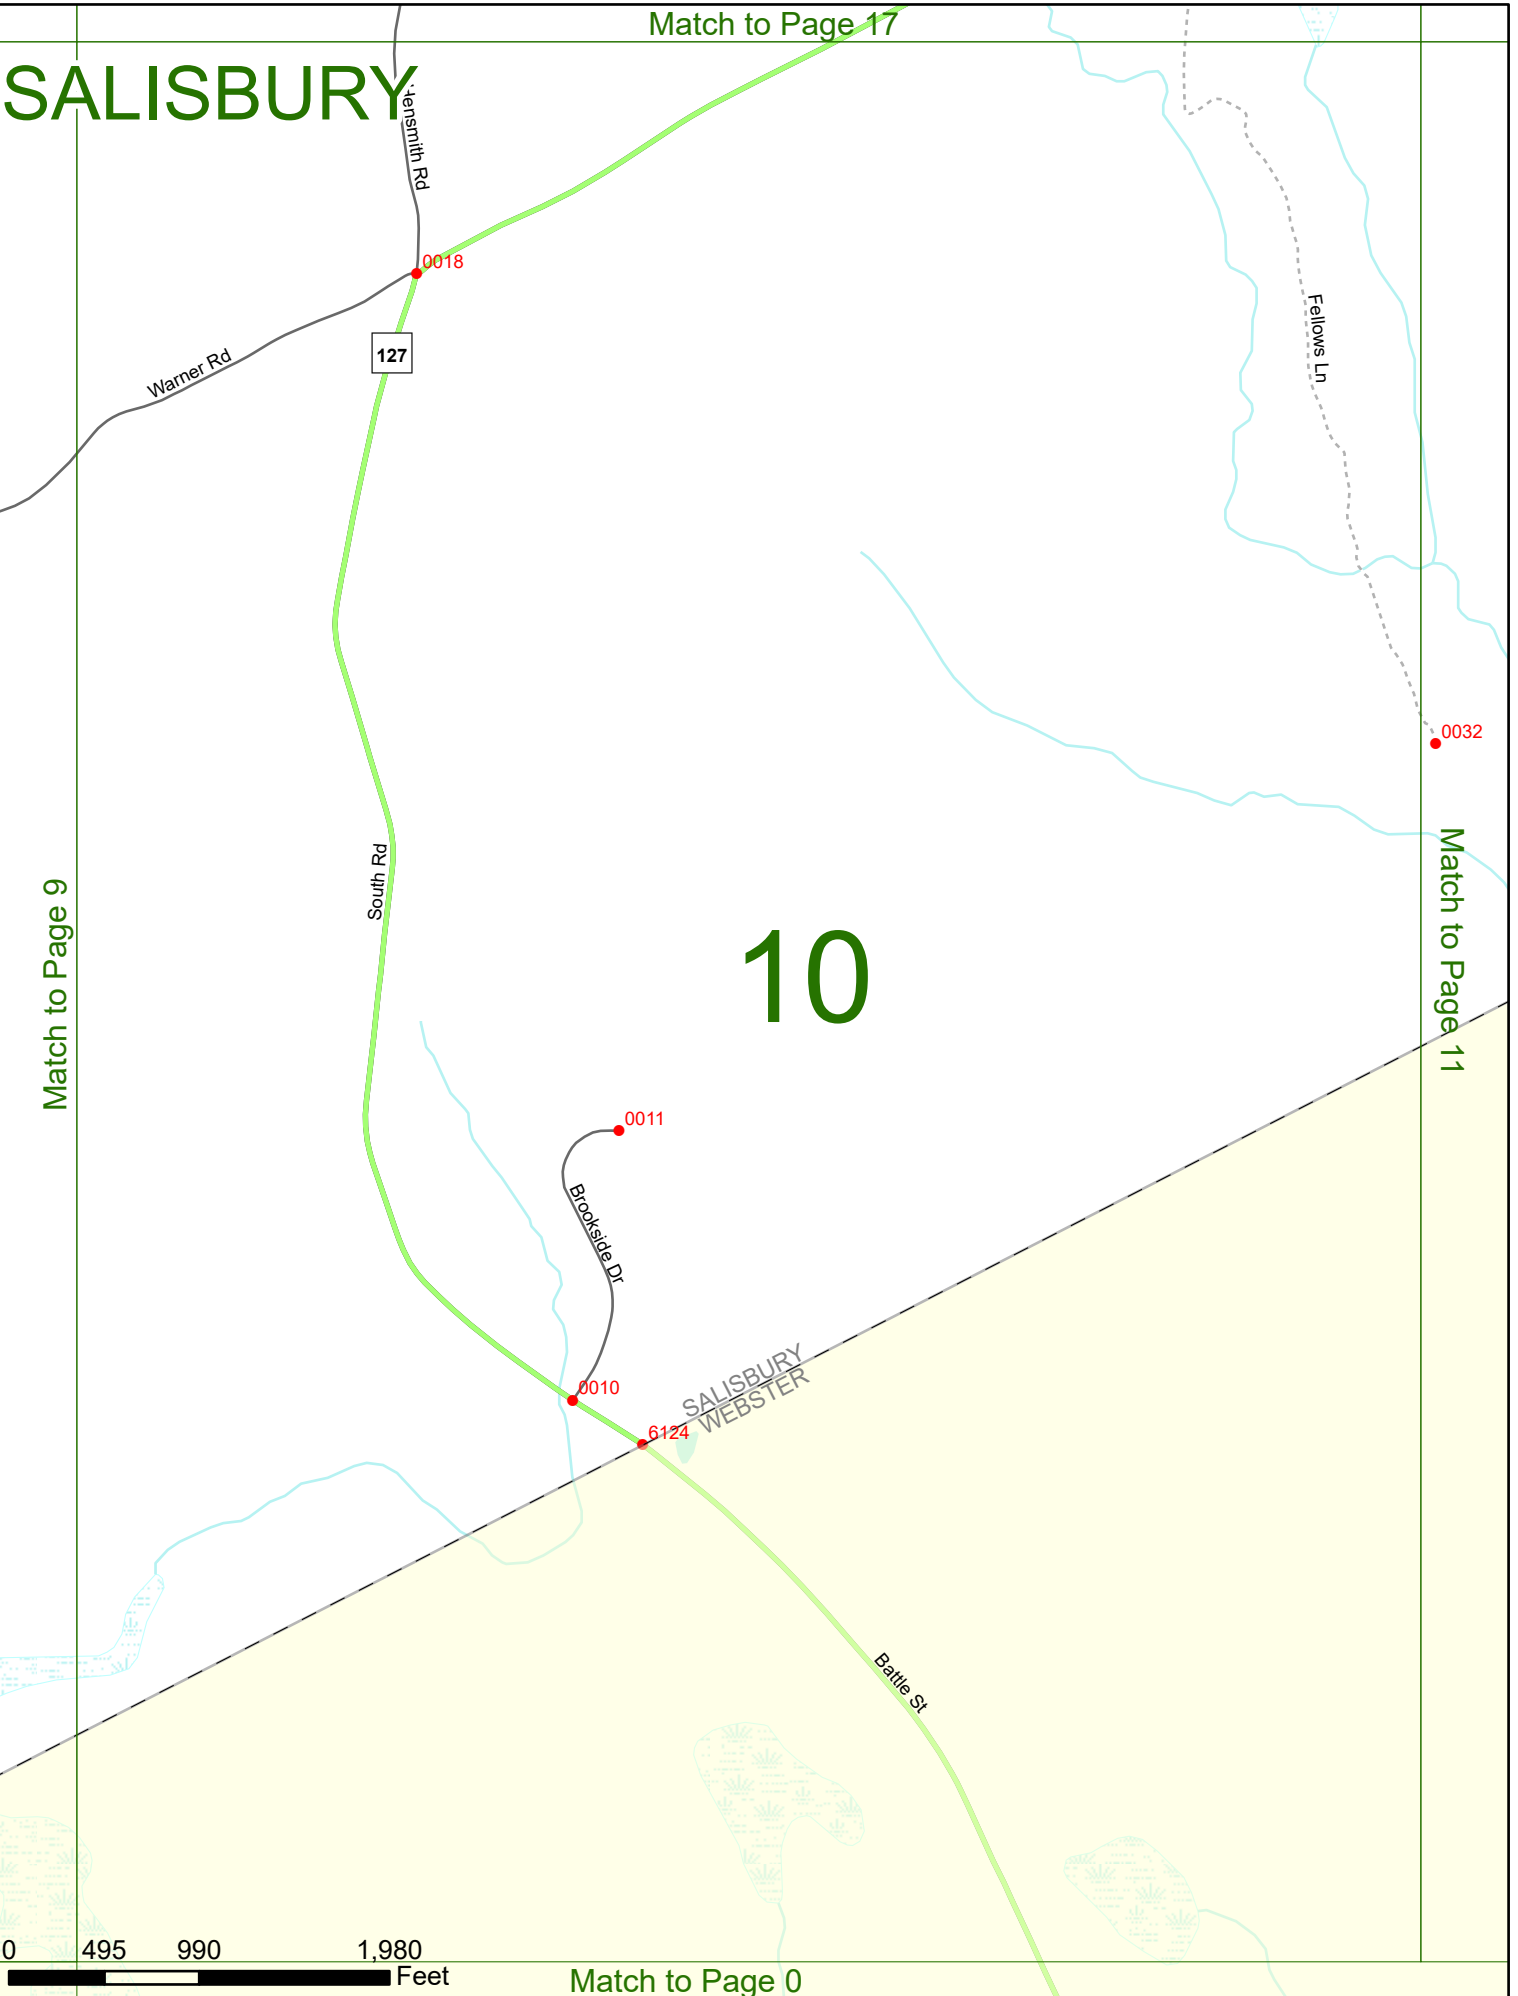 Match to Page 17
SALISBURY
Hensmith Rd
0018
127
Warner Rd
Fellows Ln
0032
South Rd
Match to Page 9
10
Match to Page 11
0011
Brookside Dr
0010
SALISBURY
WEBSTER
6124
Battle St
0 495 990 1,980
Feet
Match to Page 0